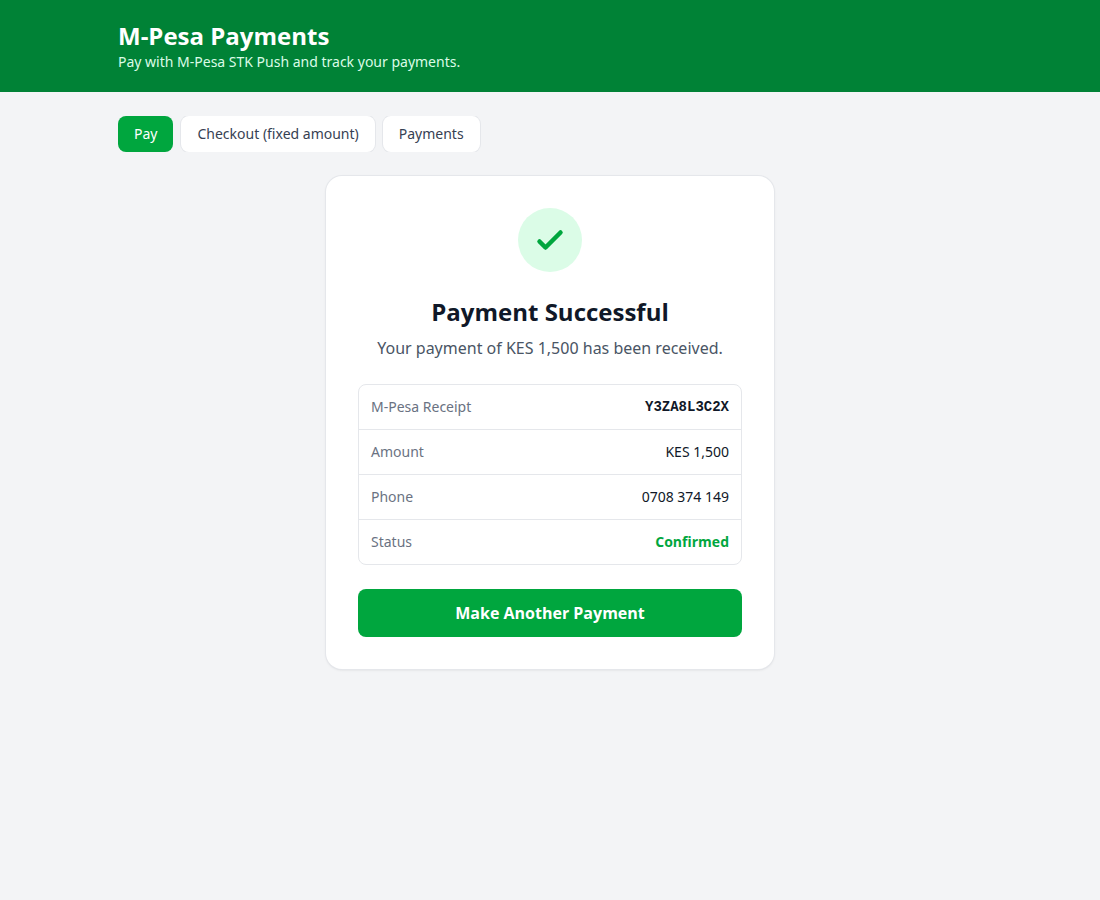 M-Pesa Payments
Pay with M-Pesa STK Push and track your payments.
Pay
Checkout (fixed amount)
Payments
Payment Successful
Your payment of KES 1,500 has been received.
M-Pesa Receipt Y3ZA8L3C2X
Amount KES 1,500
Phone 0708 374 149
Status Confirmed
Make Another Payment